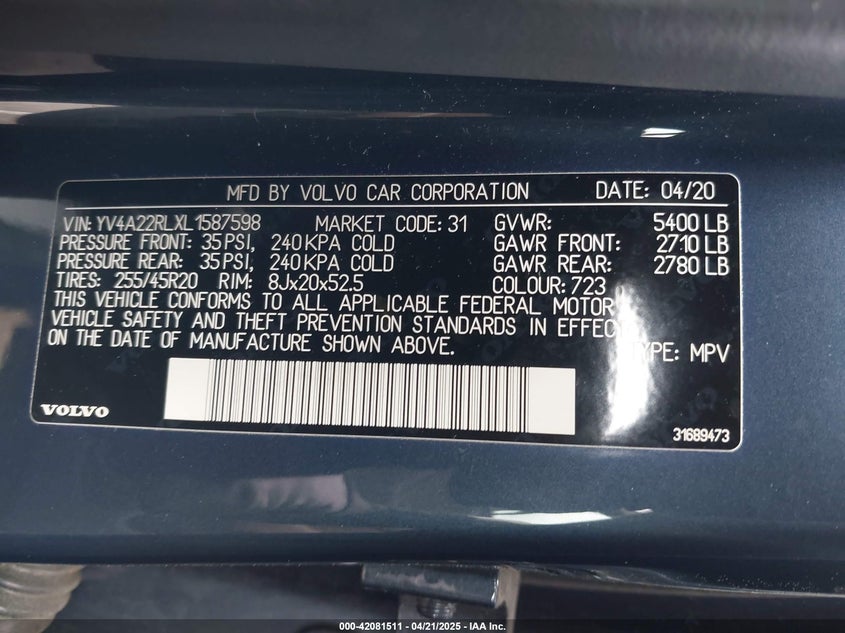 MFD BY VOLVO CAR CORPORATION DATE: 04/20
VIN: YV4A22RLXL1587598 MARKET CODE: 31 GVWR: 5400 LB
PRESSURE FRONT: 35 PSI, 240 KPA COLD GAWR FRONT: 2710 LB
PRESSURE REAR: 35 PSI, 240 KPA COLD GAWR REAR: 2780 LB
TIRES: 255/45R20 RIM: 8Jx20x52.5 COLOUR: 723
THIS VEHICLE CONFORMS TO ALL APPLICABLE FEDERAL MOTOR
VEHICLE SAFETY AND THEFT PREVENTION STANDARDS IN EFFECT
ON THE DATE OF MANUFACTURE SHOWN ABOVE. TYPE: MPV
VOLVO
31689473
000-42081511 - 04/21/2025 - IAA Inc.